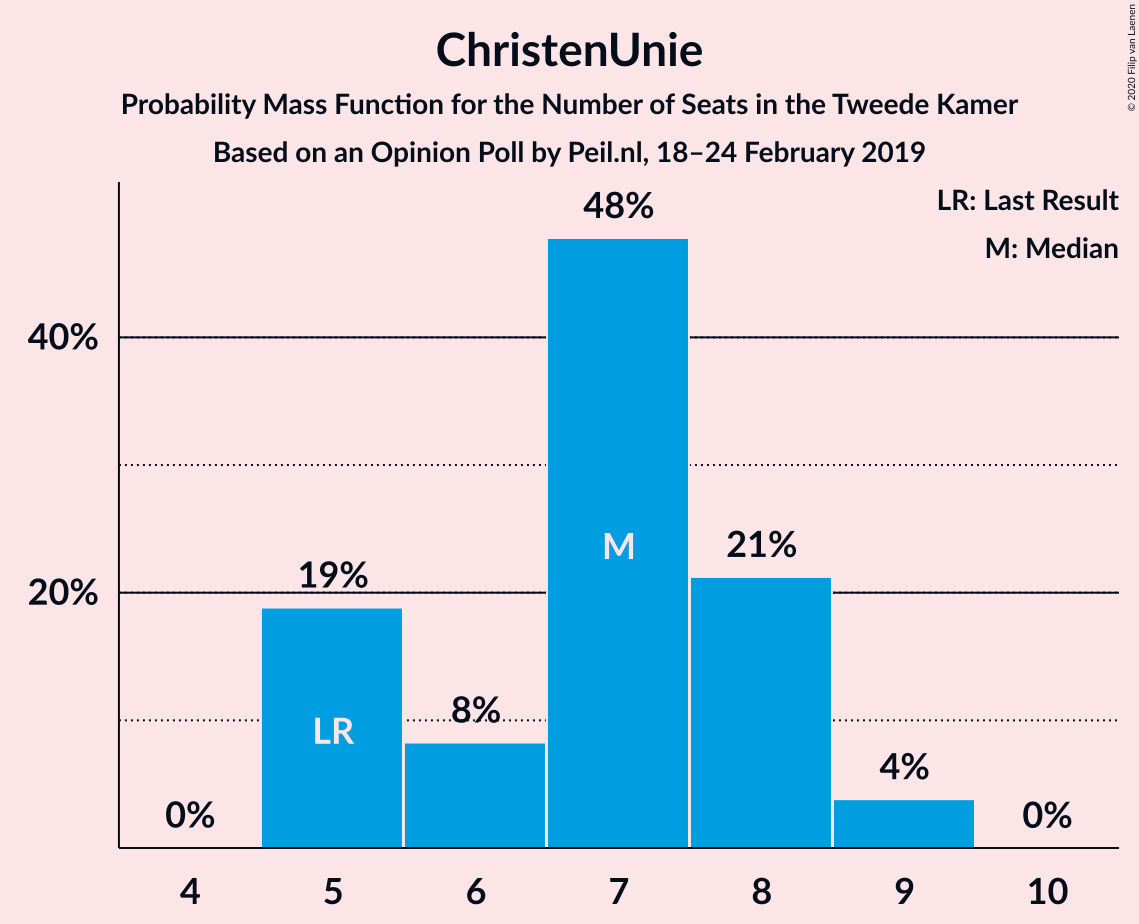 ChristenUnie
Probability Mass Function for the Number of Seats in the Tweede Kamer
Based on an Opinion Poll by Peil.nl, 18–24 February 2019
© 2020 Filip van Laenen
LR: Last Result
M: Median
48%
40%
M
21%
19%
20%
LR
8%
4%
0%
0%
4 5 6 7 8 9 10